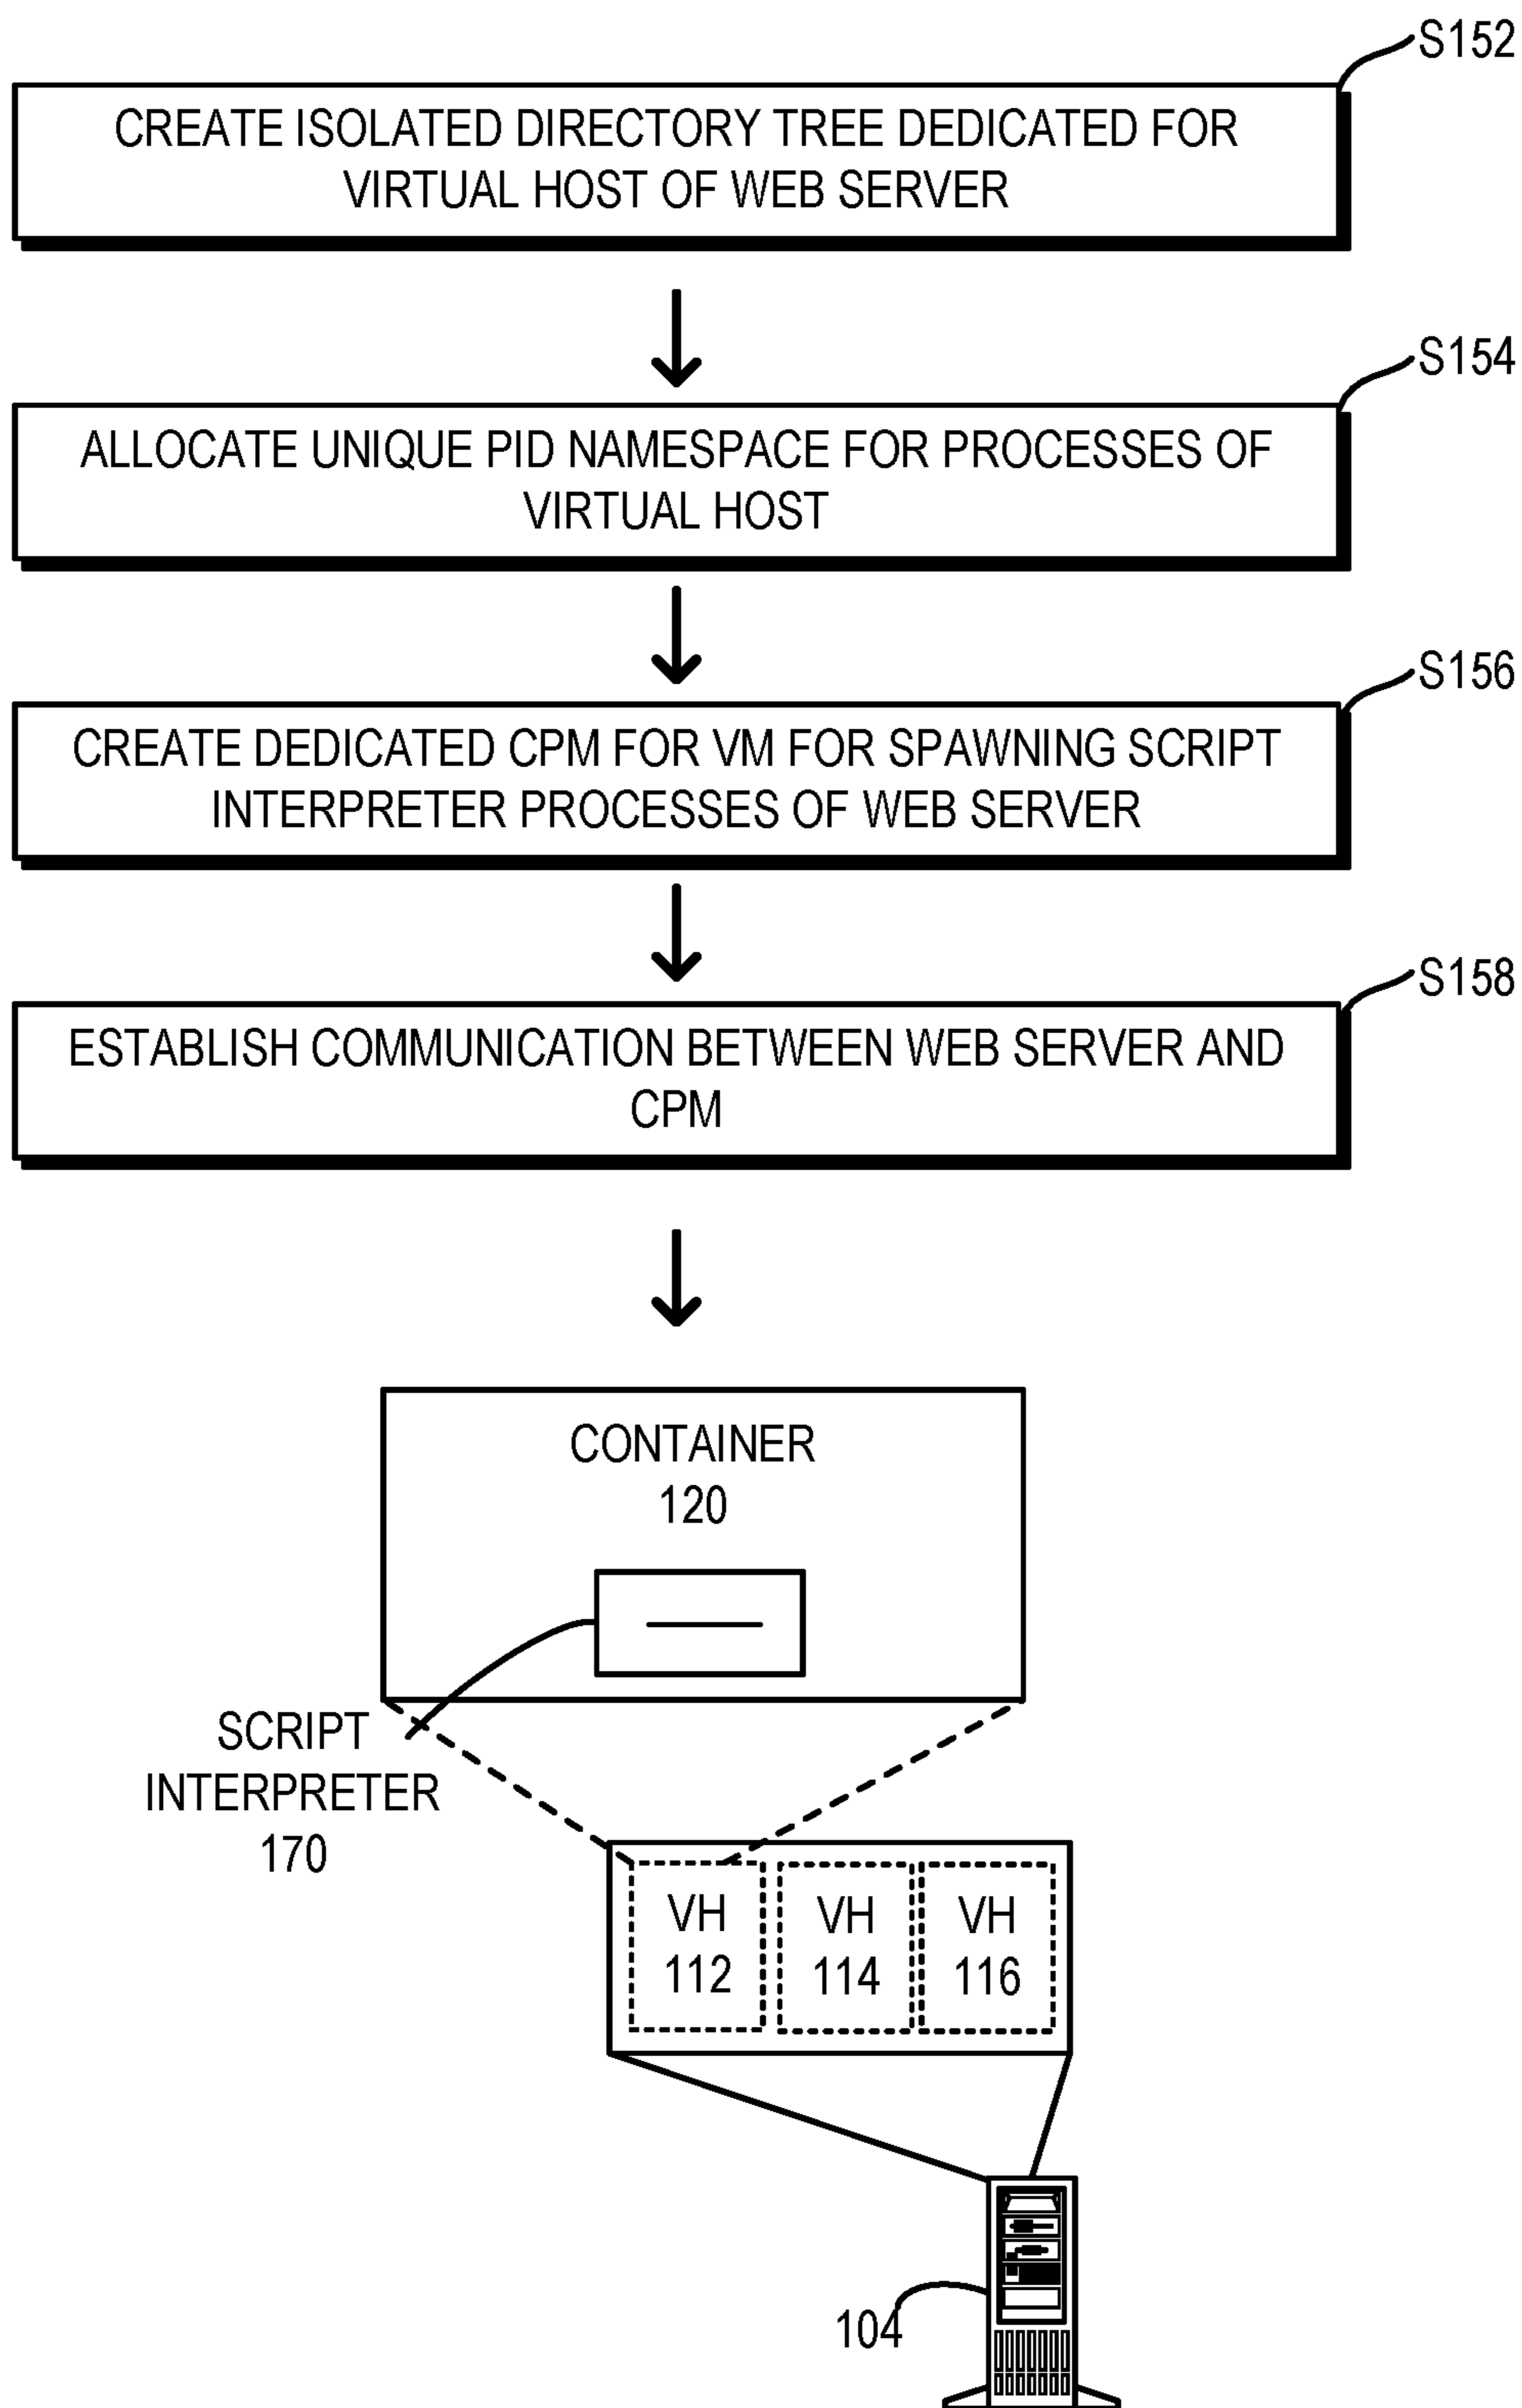 S152
CREATE ISOLATED DIRECTORY TREE DEDICATED FOR
VIRTUAL HOST OF WEB SERVER
S154
ALLOCATE UNIQUE PID NAMESPACE FOR PROCESSES OF
VIRTUAL HOST
S156
CREATE DEDICATED CPM FOR VM FOR SPAWNING SCRIPT
INTERPRETER PROCESSES OF WEB SERVER
S158
ESTABLISH COMMUNICATION BETWEEN WEB SERVER AND
CPM
CONTAINER
120
SCRIPT
INTERPRETER
170
VH
112
VH
114
VH
116
104